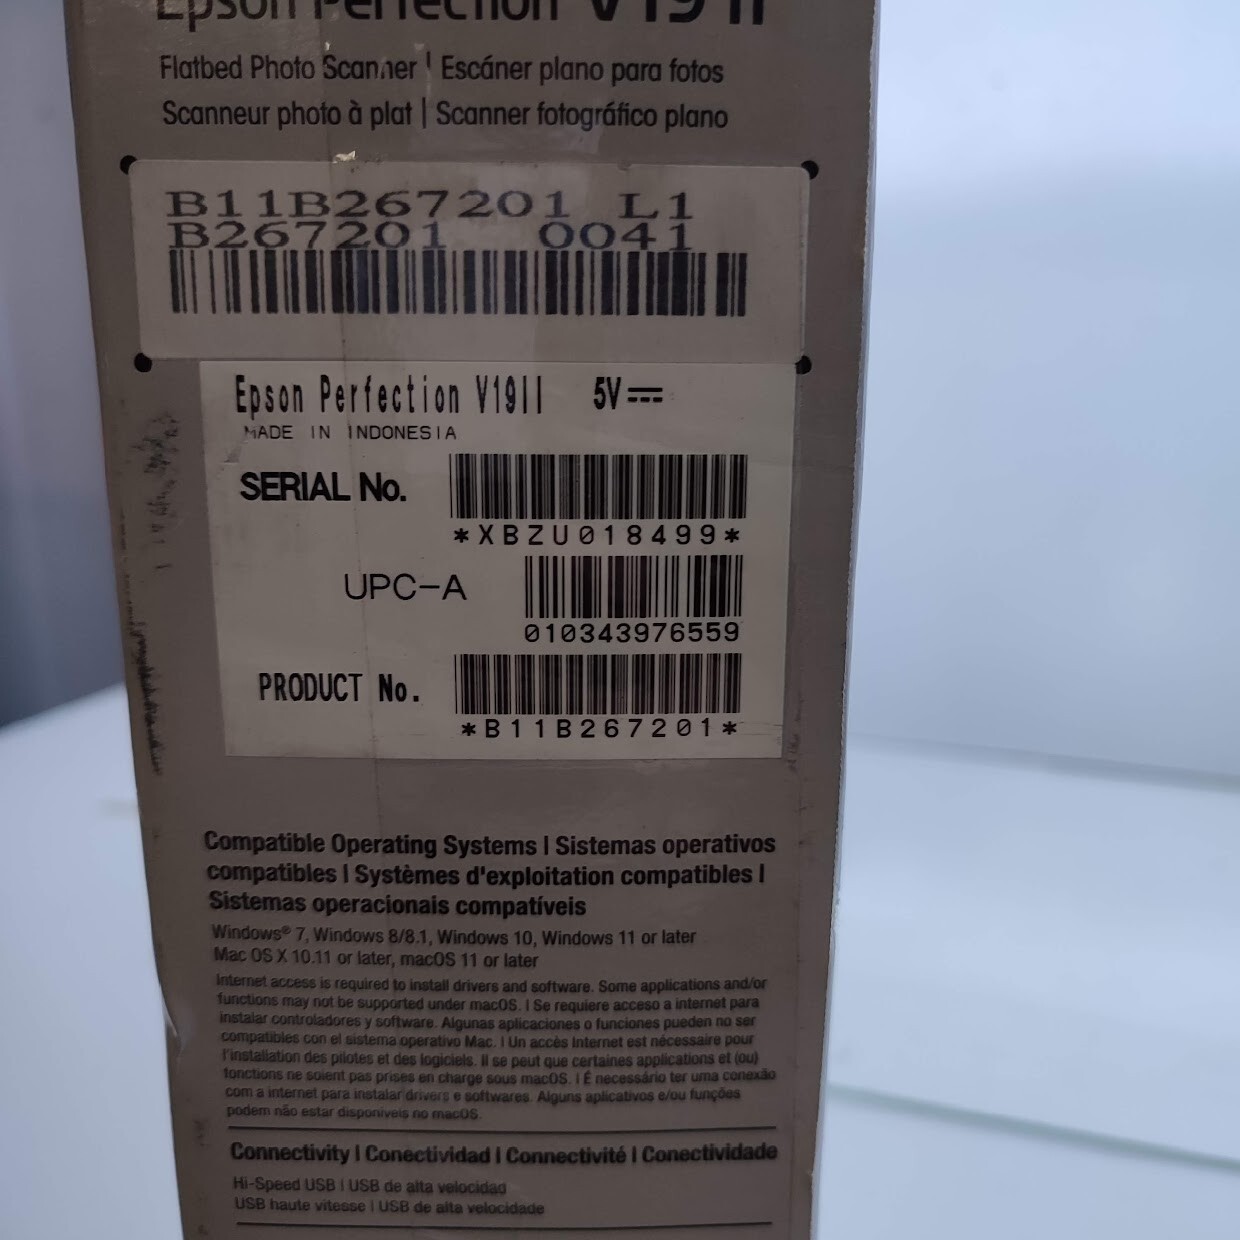 Epson Perfection V19 II
Flatbed Photo Scanner | Escáner plano para fotos
Scanneur photo à plat | Scanner fotográfico plano
B11B267201 L1
B267201 0041
Epson Perfection V19II 5V
MADE IN INDONESIA
SERIAL No.
*XBZU018499*
UPC-A
010343976559
PRODUCT No.
*B11B267201*
Compatible Operating Systems | Sistemas operativos
compatibles | Systèmes d'exploitation compatibles |
Sistemas operacionais compatíveis
Windows® 7, Windows 8/8.1, Windows 10, Windows 11 or later
Mac OS X 10.11 or later, macOS 11 or later
Internet access is required to install drivers and software. Some applications and/or
functions may not be supported under macOS. | Se requiere acceso a internet para
instalar controladores y software. Algunas aplicaciones o funciones pueden no ser
compatibles con el sistema operativo Mac. | Un accès Internet est nécessaire pour
l'installation des pilotes et des logiciels. Il se peut que certaines applications et (ou)
fonctions ne soient pas prises en charge sous macOS. | É necessário ter uma conexão
com a internet para instalar drivers e softwares. Alguns aplicativos e/ou funções
podem não estar disponíveis no macOS.
Connectivity | Conectividad | Connectivité | Conectividade
Hi-Speed USB | USB de alta velocidad
USB haute vitesse | USB de alta velocidade